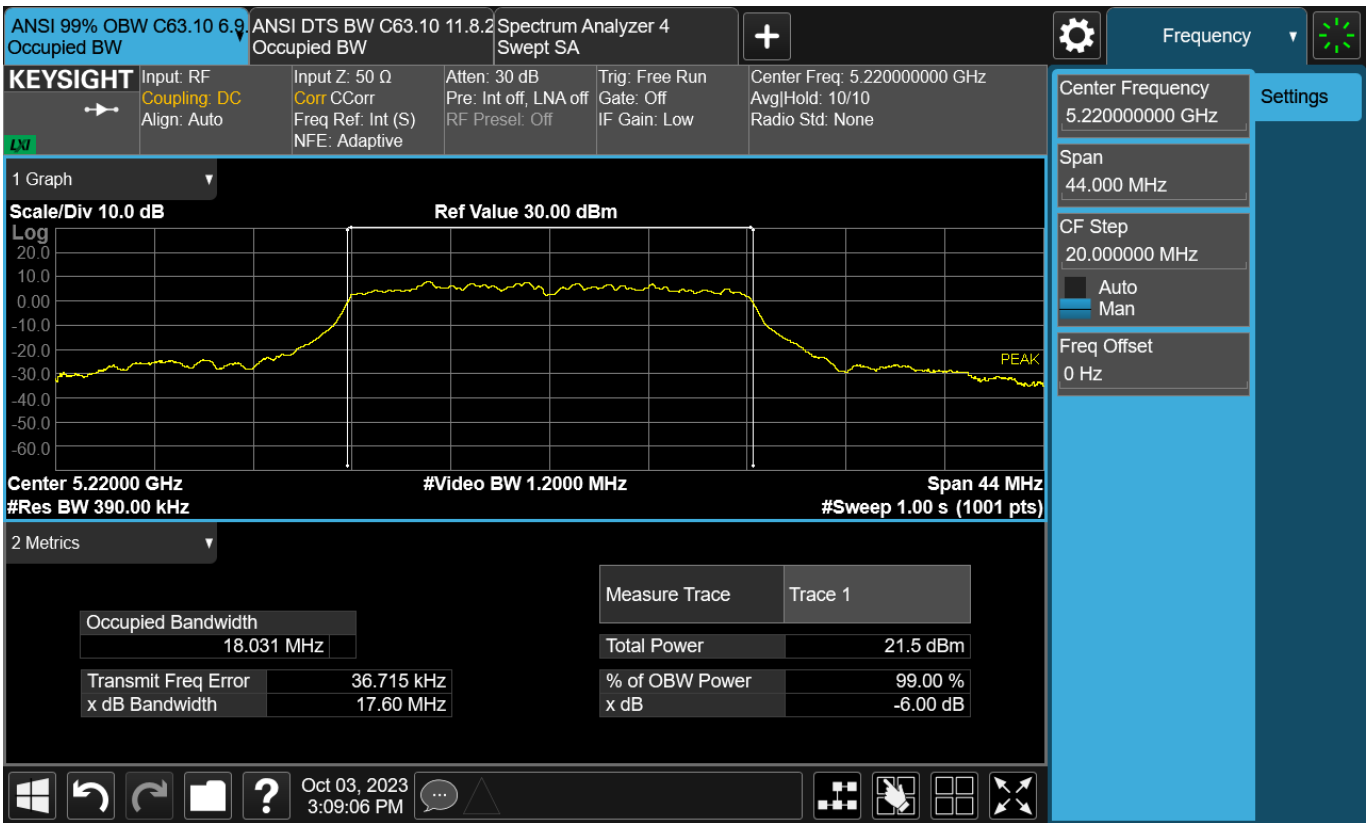 ANSI 99% OBW C63.10 6.9.
Occupied BW
ANSI DTS BW C63.10 11.8.2
Occupied BW
Spectrum Analyzer 4
Swept SA
Frequency
KEYSIGHT
LXI
Input: RF
Coupling: DC
Align: Auto
Input Z: 50 Ω
Corr CCorr
Freq Ref: Int (S)
NFE: Adaptive
Atten: 30 dB
Pre: Int off, LNA off
RF Presel: Off
Trig: Free Run
Gate: Off
IF Gain: Low
Center Freq: 5.220000000 GHz
Avg|Hold: 10/10
Radio Std: None
Center Frequency
5.220000000 GHz
Settings
Span
44.000 MHz
CF Step
20.000000 MHz
Auto
Man
Freq Offset
0 Hz
1 Graph
Scale/Div 10.0 dB
Ref Value 30.00 dBm
Log
20.0
10.0
0.00
-10.0
-20.0
-30.0
-40.0
-50.0
-60.0
PEAK
Center 5.22000 GHz
#Video BW 1.2000 MHz
Span 44 MHz
#Res BW 390.00 kHz
#Sweep 1.00 s (1001 pts)
2 Metrics
Measure Trace Trace 1
Occupied Bandwidth
18.031 MHz
Total Power 21.5 dBm
Transmit Freq Error 36.715 kHz
% of OBW Power 99.00 %
x dB Bandwidth 17.60 MHz
x dB -6.00 dB
Oct 03, 2023
3:09:06 PM